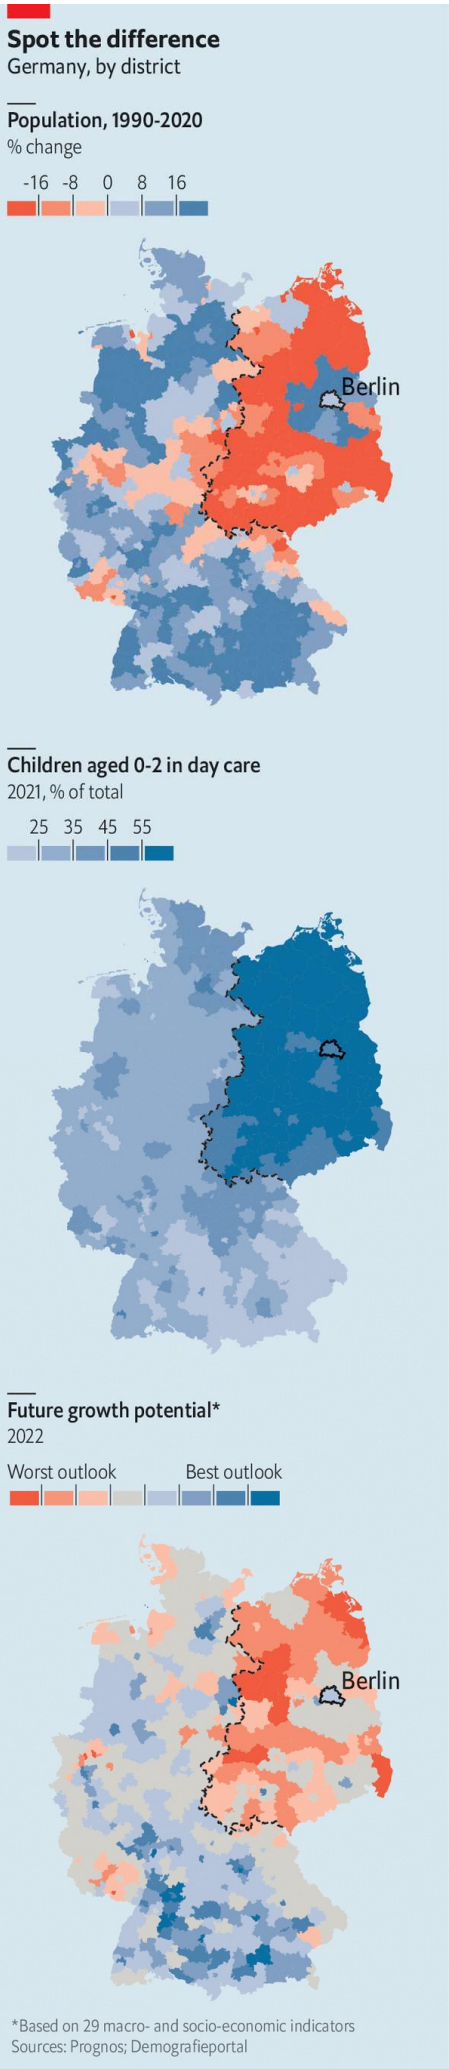 Spot the difference
Germany, by district
Population, 1990-2020
% change
-16 -8 0 8 16
Berlin
Children aged 0-2 in day care
2021, % of total
25 35 45 55
Future growth potential*
2022
Worst outlook Best outlook
Berlin
*Based on 29 macro- and socio-economic indicators
Sources: Prognos; Demografieportal